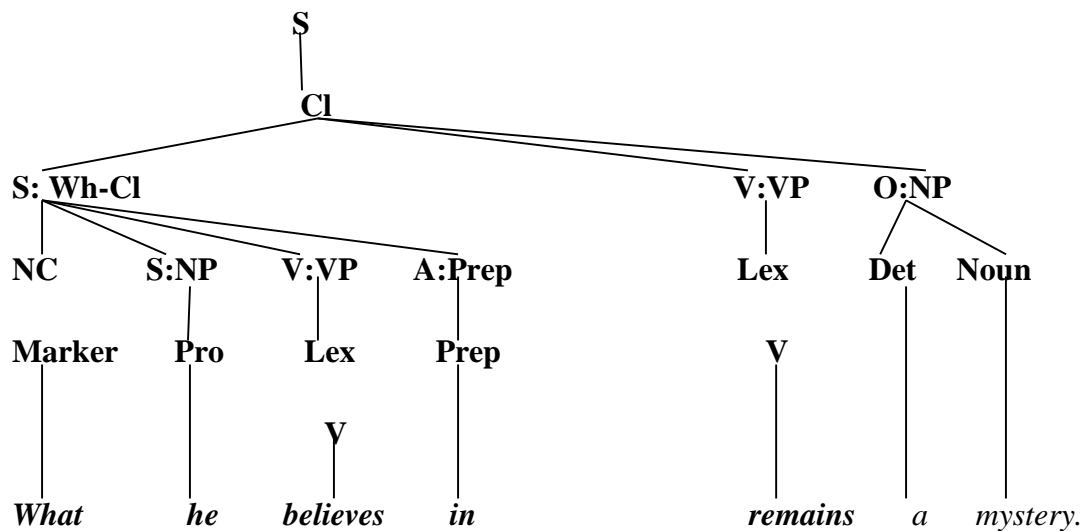 S
Cl
S: Wh-Cl V:VP O:NP
NC S:NP V:VP A:Prep Lex Det Noun
Marker Pro Lex Prep V
V
What he believes in remains a mystery.